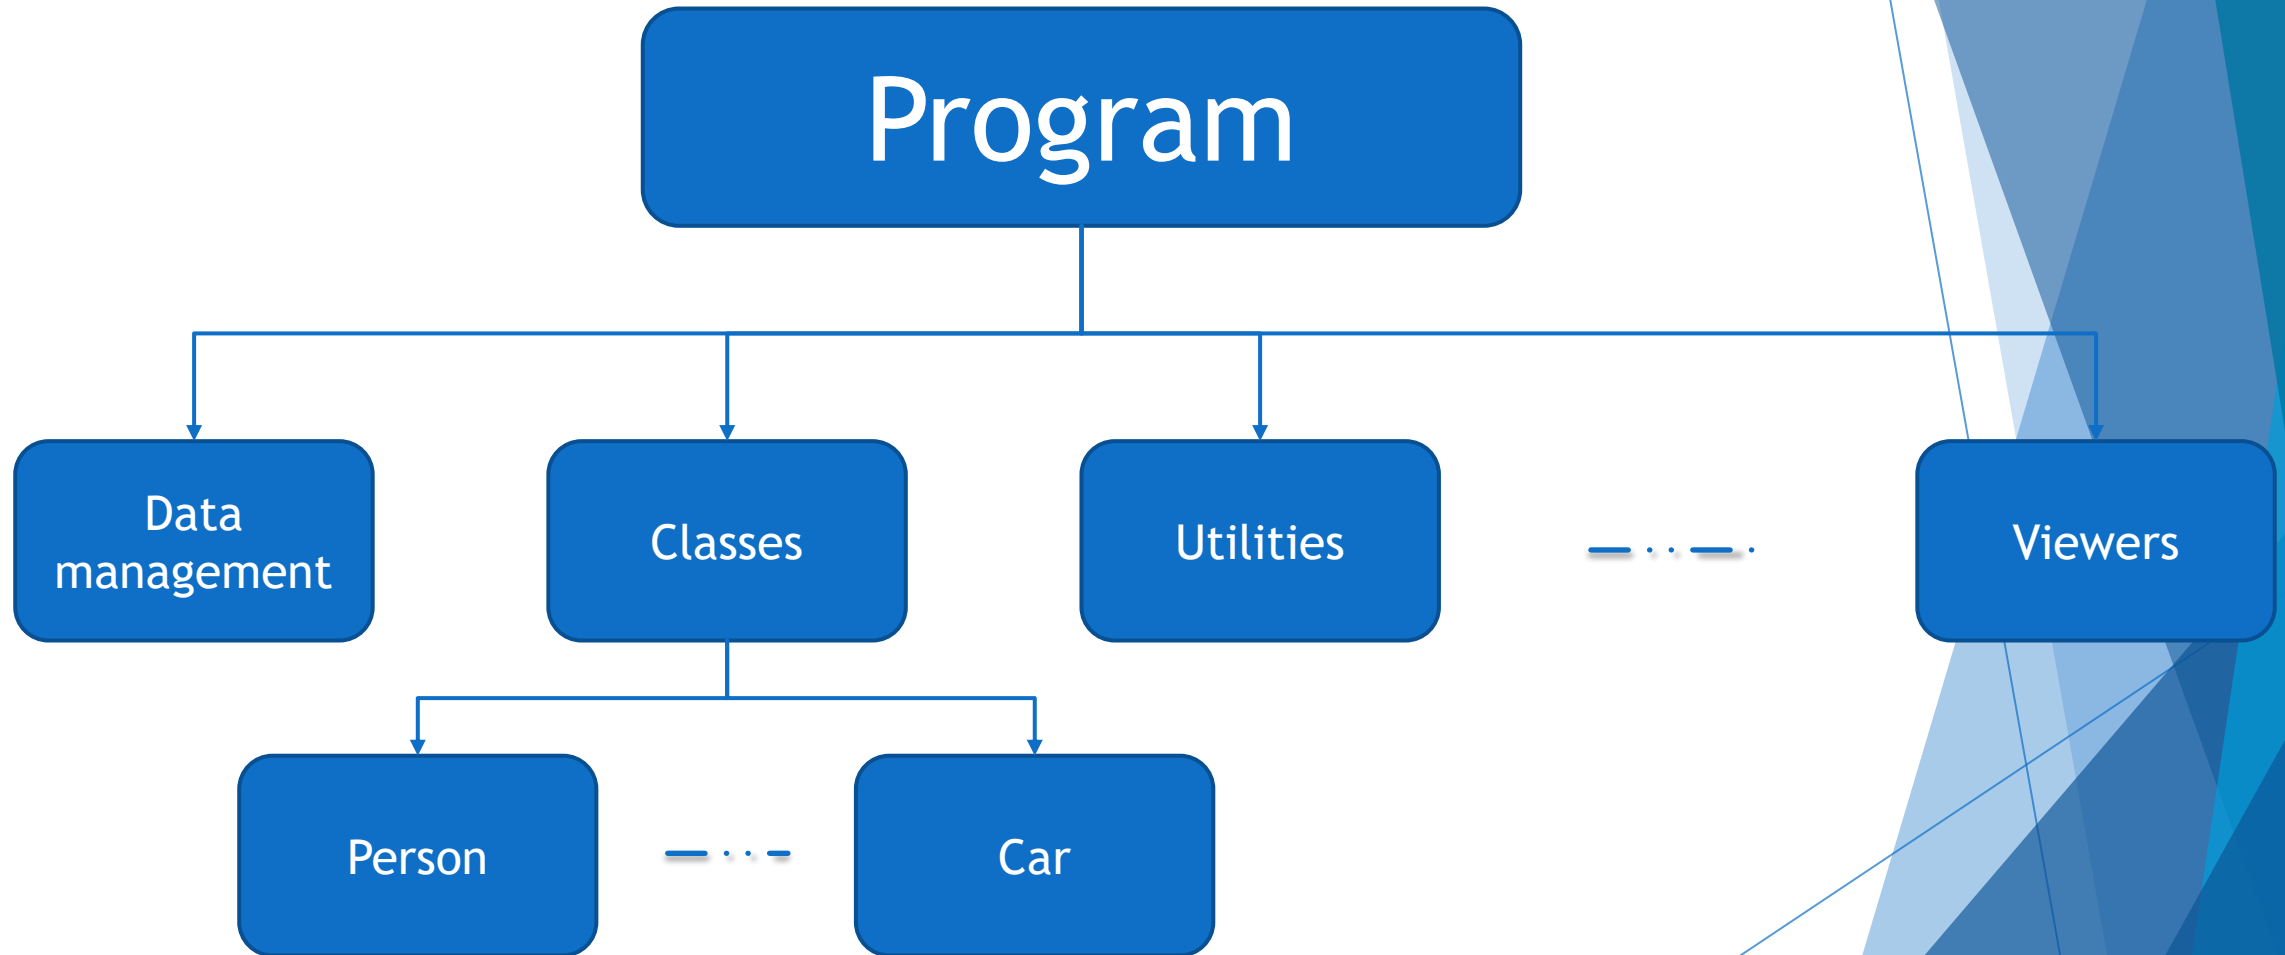 Program
Data
management
Classes
Utilities
Viewers
Person
Car